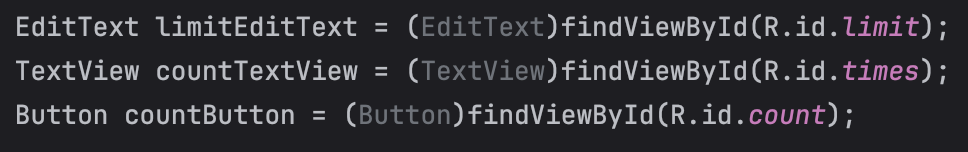 EditText limitEditText = (EditText)findViewById(R.id.limit);
TextView countTextView = (TextView)findViewById(R.id.times);
Button countButton = (Button)findViewById(R.id.count);